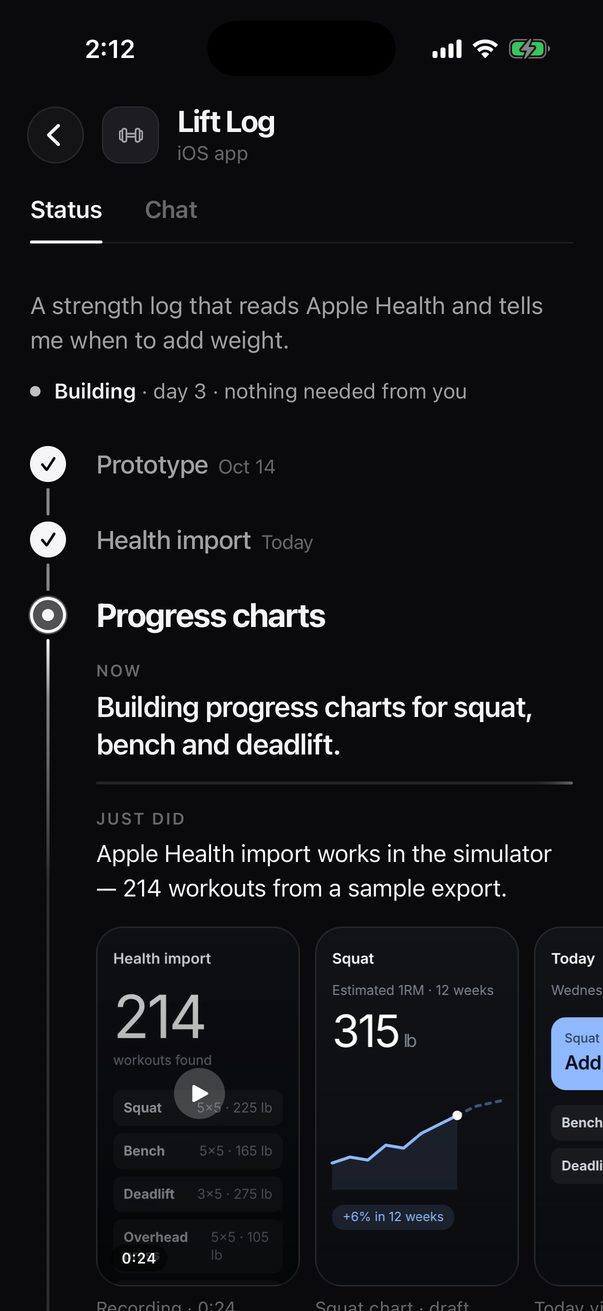 2:12
Lift Log
iOS app
Status Chat
A strength log that reads Apple Health and tells
me when to add weight.
Building · day 3 · nothing needed from you
Prototype Oct 14
Health import Today
Progress charts
NOW
Building progress charts for squat,
bench and deadlift.
JUST DID
Apple Health import works in the simulator
— 214 workouts from a sample export.
Health import
214
workouts found
Squat 5×5 · 225 lb
Bench 5×5 · 165 lb
Deadlift 3×5 · 275 lb
Overhead 5×5 · 105
lb
0:24
Recording · 0:24
Squat
Estimated 1RM · 12 weeks
315 lb
+6% in 12 weeks
Squat chart · draft
Today
Wednes
Squat
Add
Bench
Deadli
Today vi